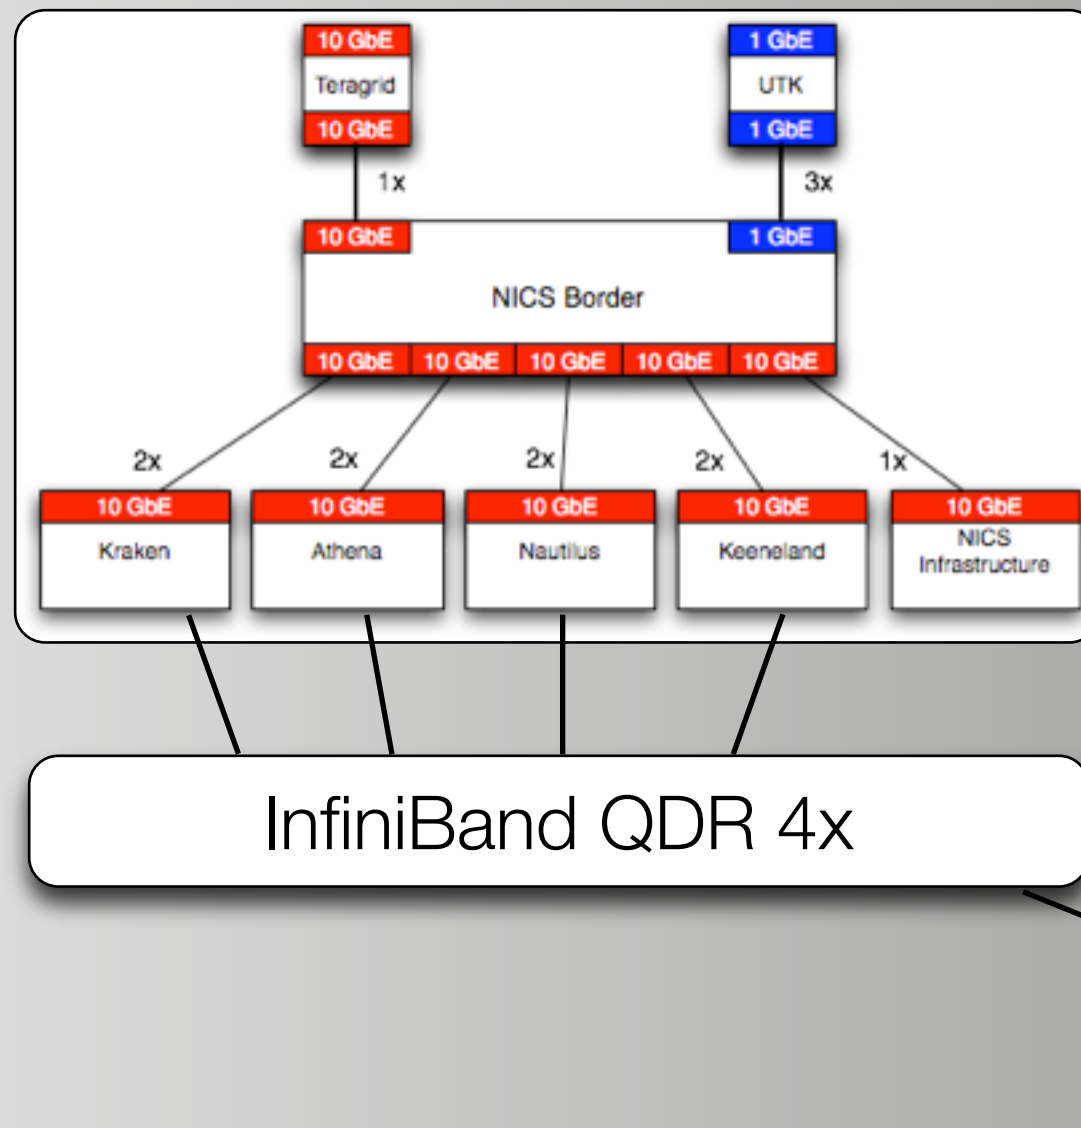 10 GbE
1 GbE
Teragrid
UTK
10 GbE
1 GbE
1x
3x
10 GbE
1 GbE
NICS Border
10 GbE
10 GbE
10 GbE
10 GbE
10 GbE
2x
2x
2x
2x
1x
10 GbE
10 GbE
10 GbE
10 GbE
10 GbE
Kraken
Athena
Nautilus
Keeneland
NICS
Infrastructure
InfiniBand QDR 4x